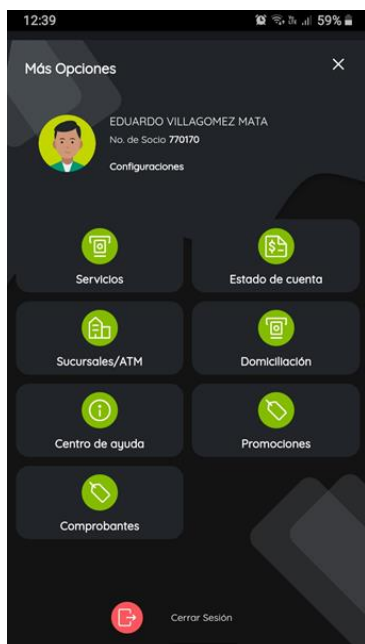 12:39 59%
Más Opciones
EDUARDO VILLAGOMEZ MATA
No. de Socio 770170
Configuraciones
Servicios Estado de cuenta
Sucursales/ATM Domiciliación
Centro de ayuda Promociones
Comprobantes
Cerrar Sesión